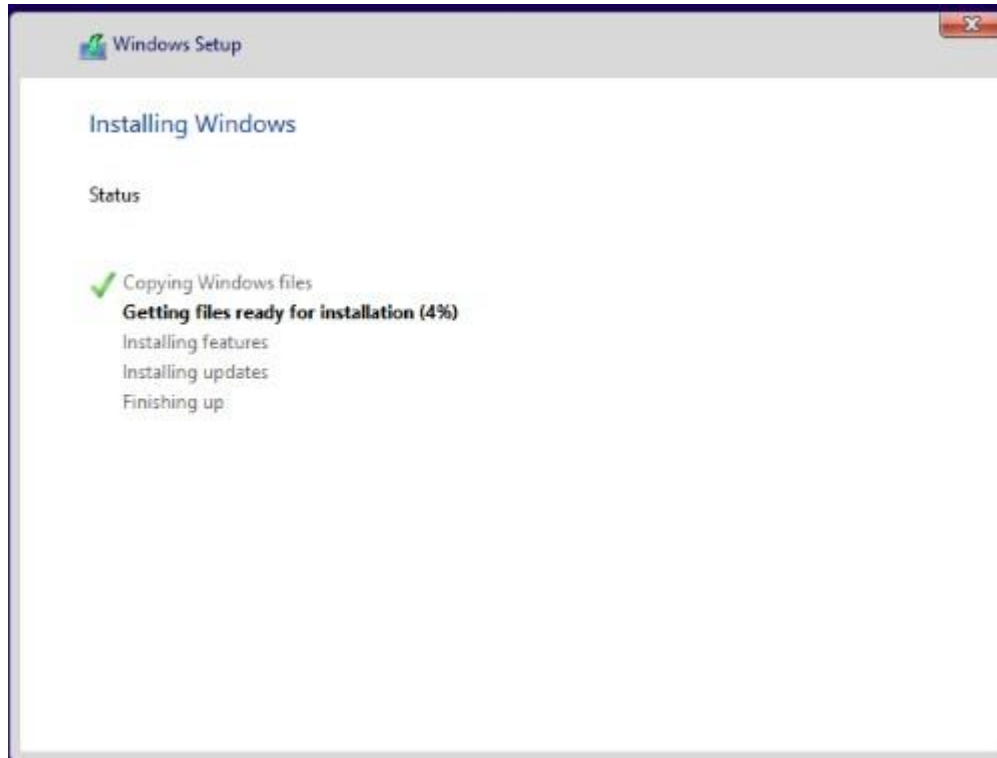 Windows Setup
Installing Windows
Status
Copying Windows files
Getting files ready for installation (4%)
Installing features
Installing updates
Finishing up